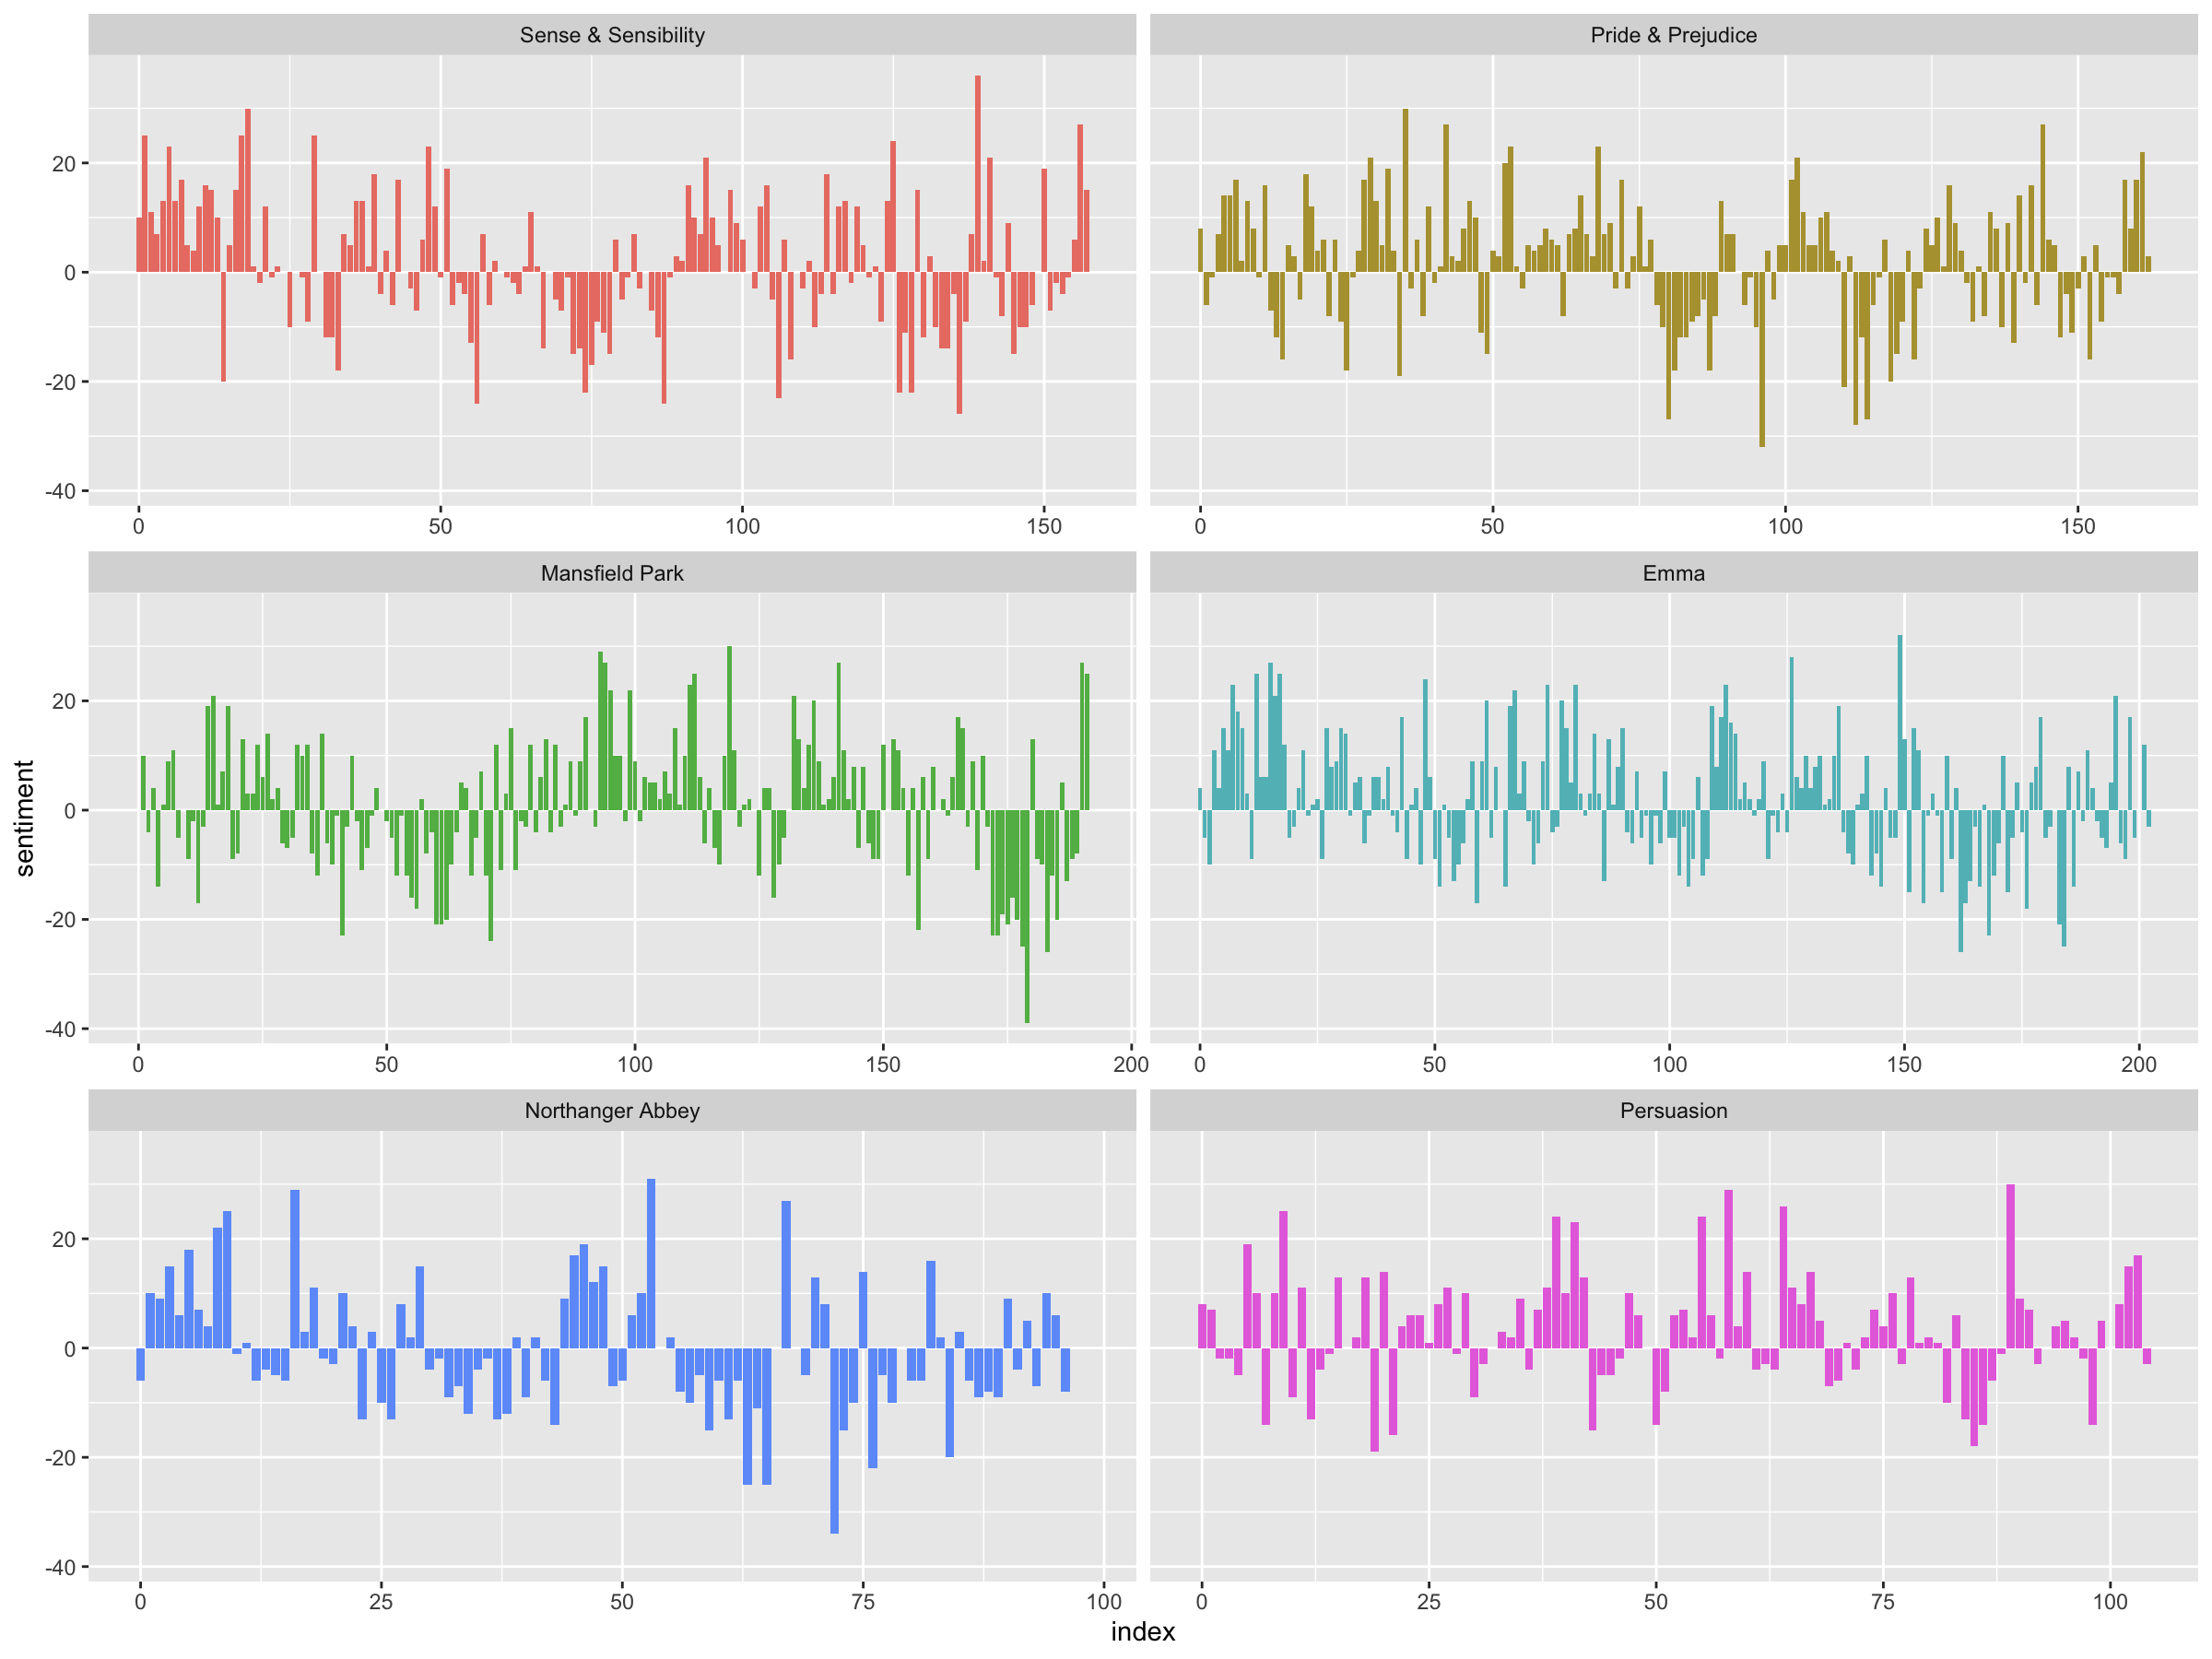 Sense & Sensibility
Pride & Prejudice
20
0
-20
-40
0 50 100 150
0 50 100 150
Mansfield Park
Emma
20
0
-20
-40
0 50 100 150 200
0 50 100 150 200
sentiment
Northanger Abbey
Persuasion
20
0
-20
-40
0 25 50 75 100
0 25 50 75 100
index